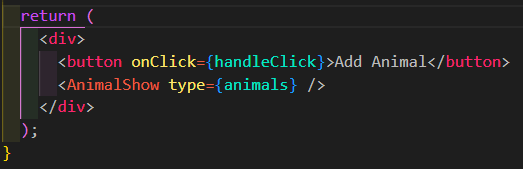 return (
<div>
<button onClick={handleClick}>Add Animal</button>
<AnimalShow type={animals} />
</div>
);
}